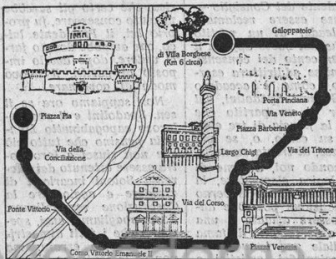 Galoppatoio
di Villa Borghese
(Km 6 circa)
Porta Pinciana
Via Veneto
Piazza Barberini
Via del Tritone
Largo Chigi
Via del Corso
Piazza Venezia
Corso Vittorio Emanuele II
Ponte Vittorio
Via della
Conciliazione
Piazza Pia